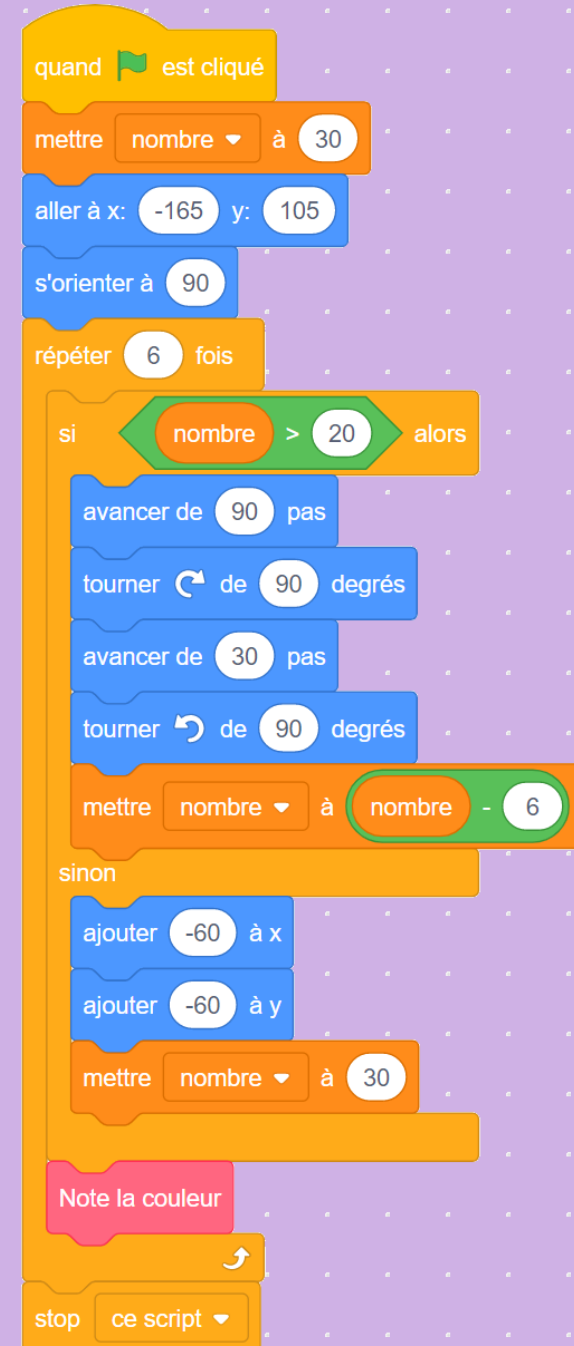 quand est cliqué
mettre nombre à 30
aller à x: -165 y: 105
s'orienter à 90
répéter 6 fois
si nombre > 20 alors
avancer de 90 pas
tourner de 90 degrés
avancer de 30 pas
tourner de 90 degrés
mettre nombre à nombre - 6
sinon
ajouter -60 à x
ajouter -60 à y
mettre nombre à 30
Note la couleur
stop ce script